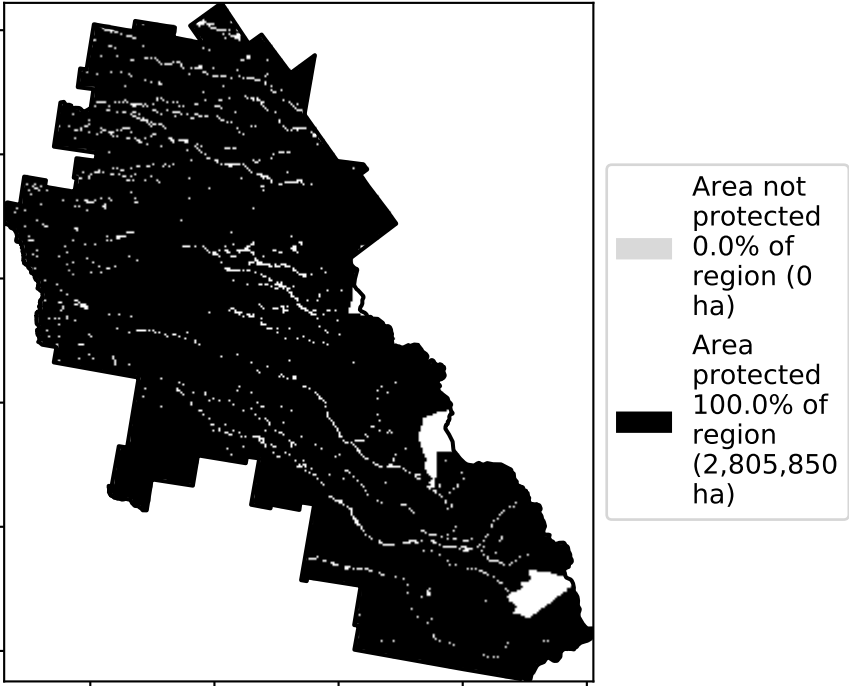 Area not
protected
0.0% of
region (0
ha)
Area
protected
100.0% of
region
(2,805,850
ha)